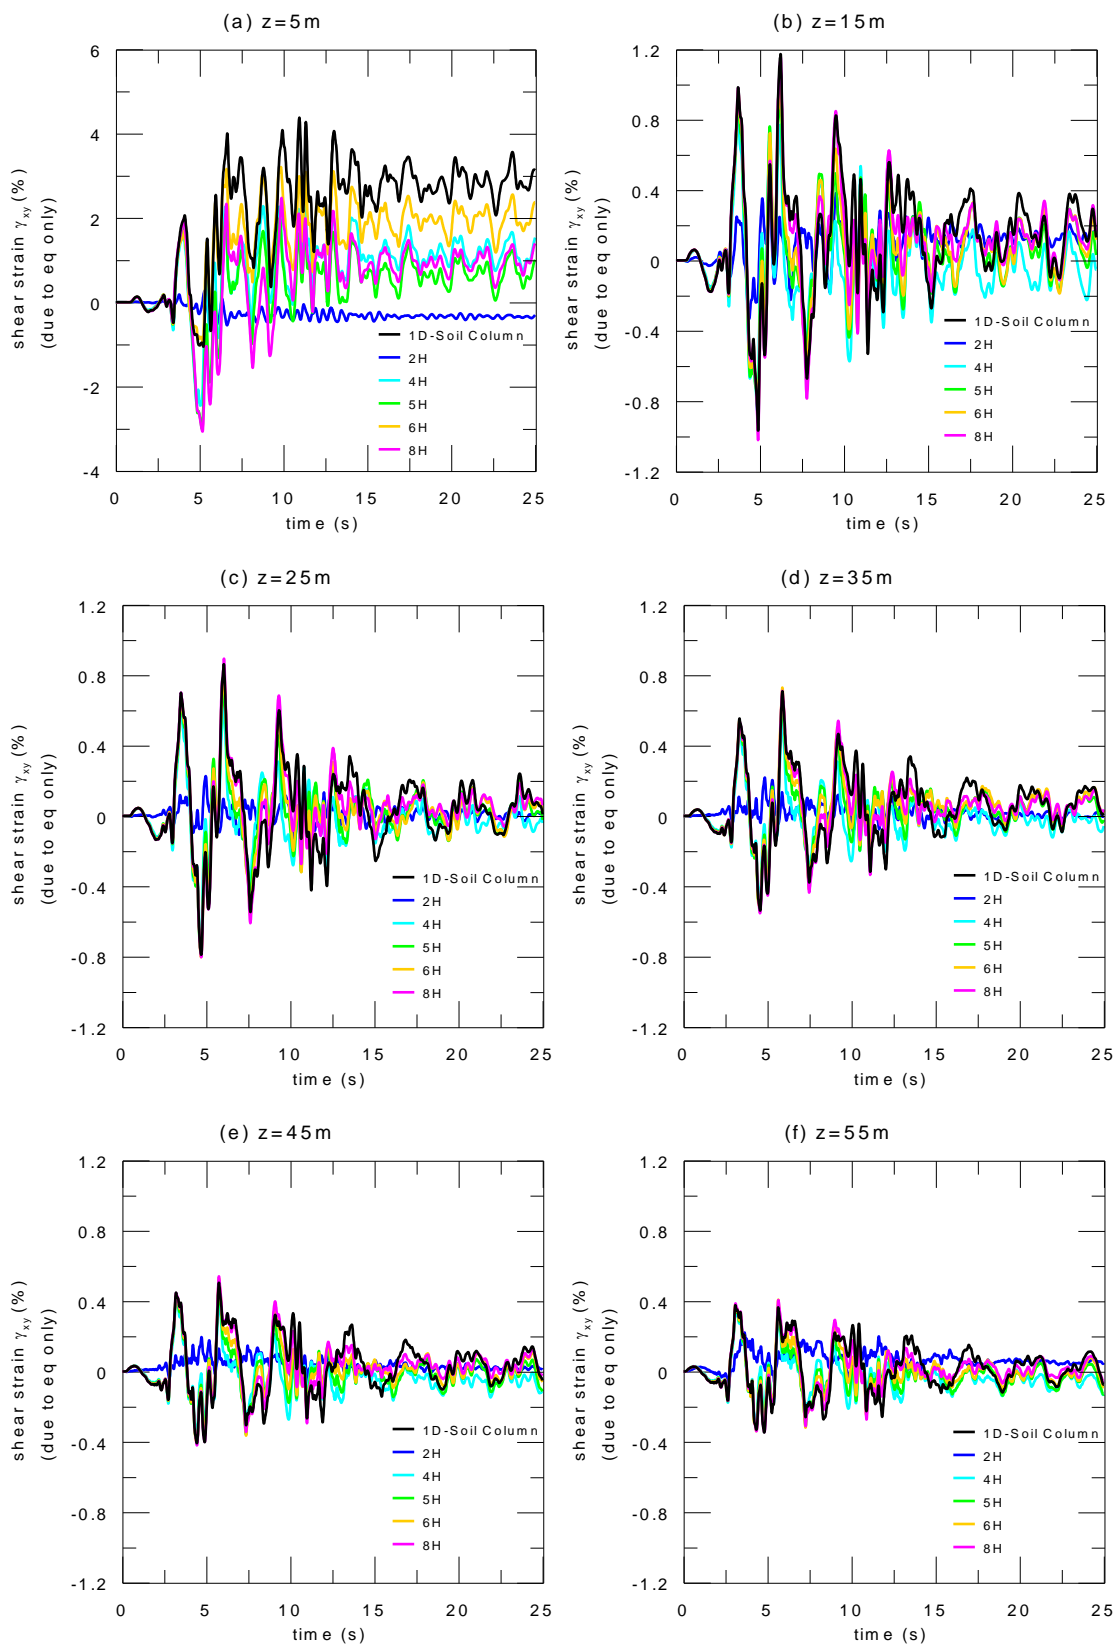 (a) z=5m
6
4
2
0
-2
-4
shear strain γxy (%)
(due to eq only)
1D-Soil Column
2H
4H
5H
6H
8H
0 5 10 15 20 25
time (s)
(b) z=15m
1.2
0.8
0.4
0
-0.4
-0.8
-1.2
shear strain γxy (%)
(due to eq only)
1D-Soil Column
2H
4H
5H
6H
8H
0 5 10 15 20 25
time (s)
(c) z=25m
1.2
0.8
0.4
0
-0.4
-0.8
-1.2
shear strain γxy (%)
(due to eq only)
1D-Soil Column
2H
4H
5H
6H
8H
0 5 10 15 20 25
time (s)
(d) z=35m
1.2
0.8
0.4
0
-0.4
-0.8
-1.2
shear strain γxy (%)
(due to eq only)
1D-Soil Column
2H
4H
5H
6H
8H
0 5 10 15 20 25
time (s)
(e) z=45m
1.2
0.8
0.4
0
-0.4
-0.8
-1.2
shear strain γxy (%)
(due to eq only)
1D-Soil Column
2H
4H
5H
6H
8H
0 5 10 15 20 25
time (s)
(f) z=55m
1.2
0.8
0.4
0
-0.4
-0.8
-1.2
shear strain γxy (%)
(due to eq only)
1D-Soil Column
2H
4H
5H
6H
8H
0 5 10 15 20 25
time (s)